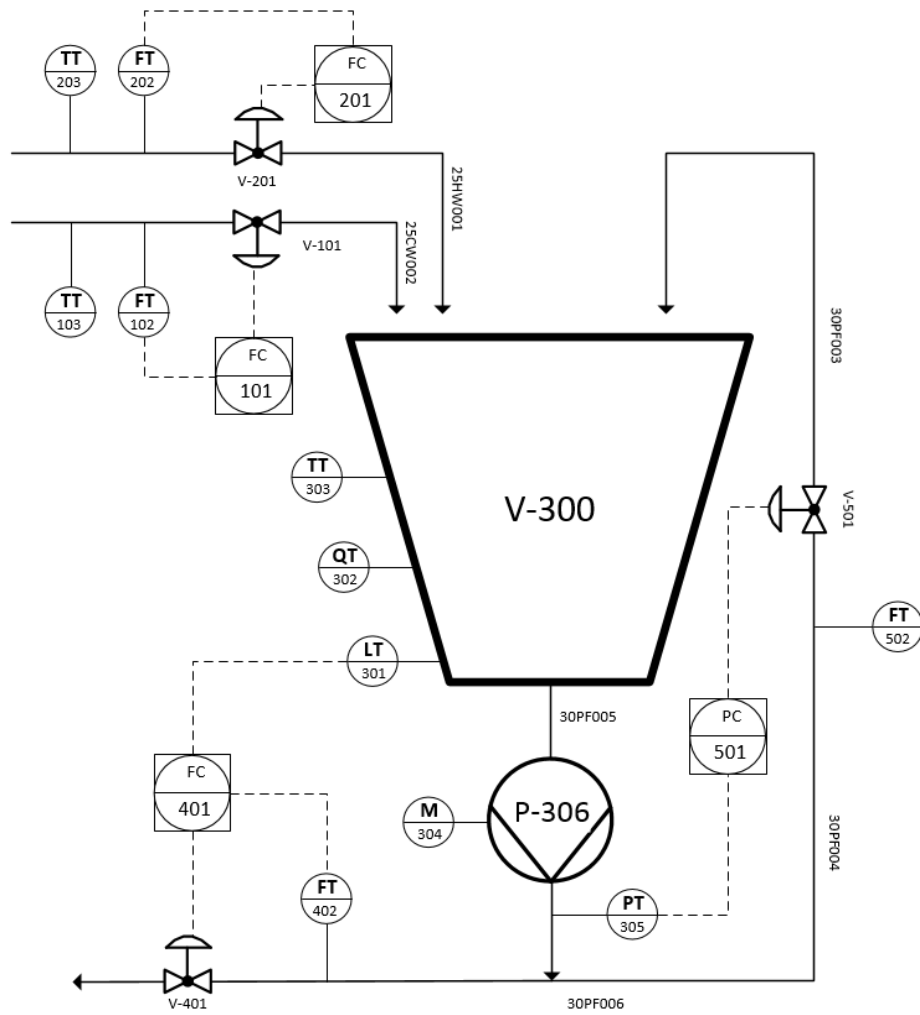 TT
203
FT
202
FC
201
V-201
25HW001
V-101
25CW002
TT
103
FT
102
FC
101
30PF003
TT
303
V-300
V-501
QT
302
FT
502
LT
301
30PF005
PC
501
FC
401
M
304
P-306
30PF004
FT
402
PT
305
V-401
30PF006